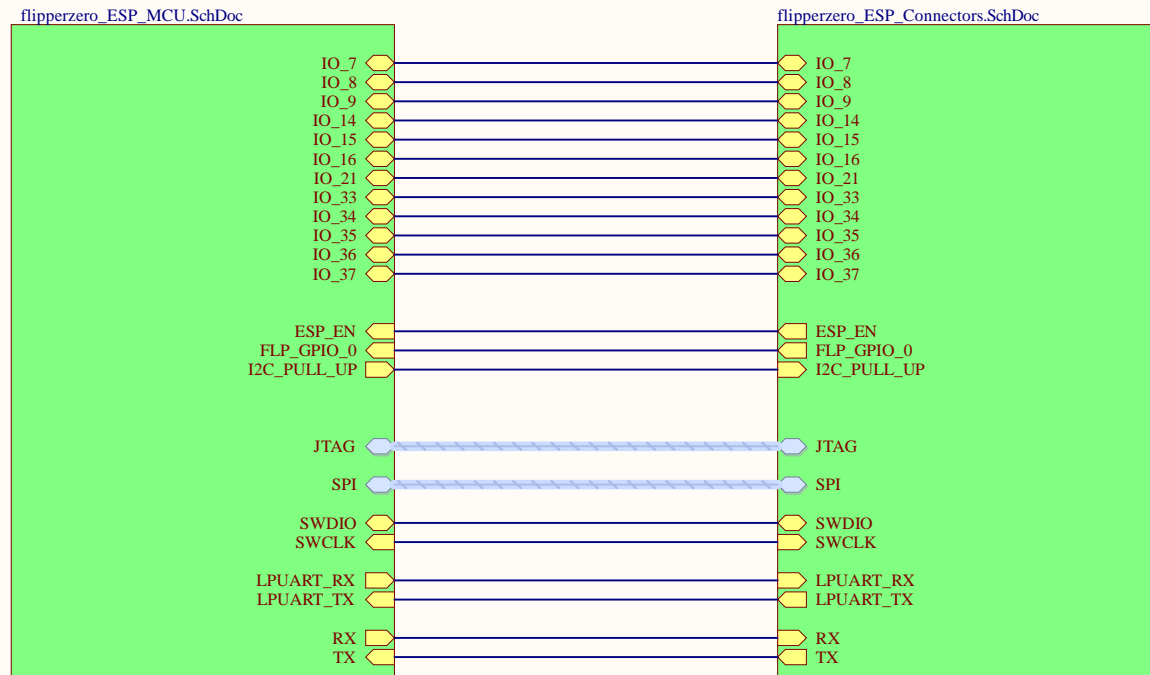 flipperzero_ESP_MCU.SchDoc
flipperzero_ESP_Connectors.SchDoc
IO_7 IO_7
IO_8 IO_8
IO_9 IO_9
IO_14 IO_14
IO_15 IO_15
IO_16 IO_16
IO_21 IO_21
IO_33 IO_33
IO_34 IO_34
IO_35 IO_35
IO_36 IO_36
IO_37 IO_37
ESP_EN ESP_EN
FLP_GPIO_0 FLP_GPIO_0
I2C_PULL_UP I2C_PULL_UP
JTAG JTAG
SPI SPI
SWDIO SWDIO
SWCLK SWCLK
LPUART_RX LPUART_RX
LPUART_TX LPUART_TX
RX RX
TX TX